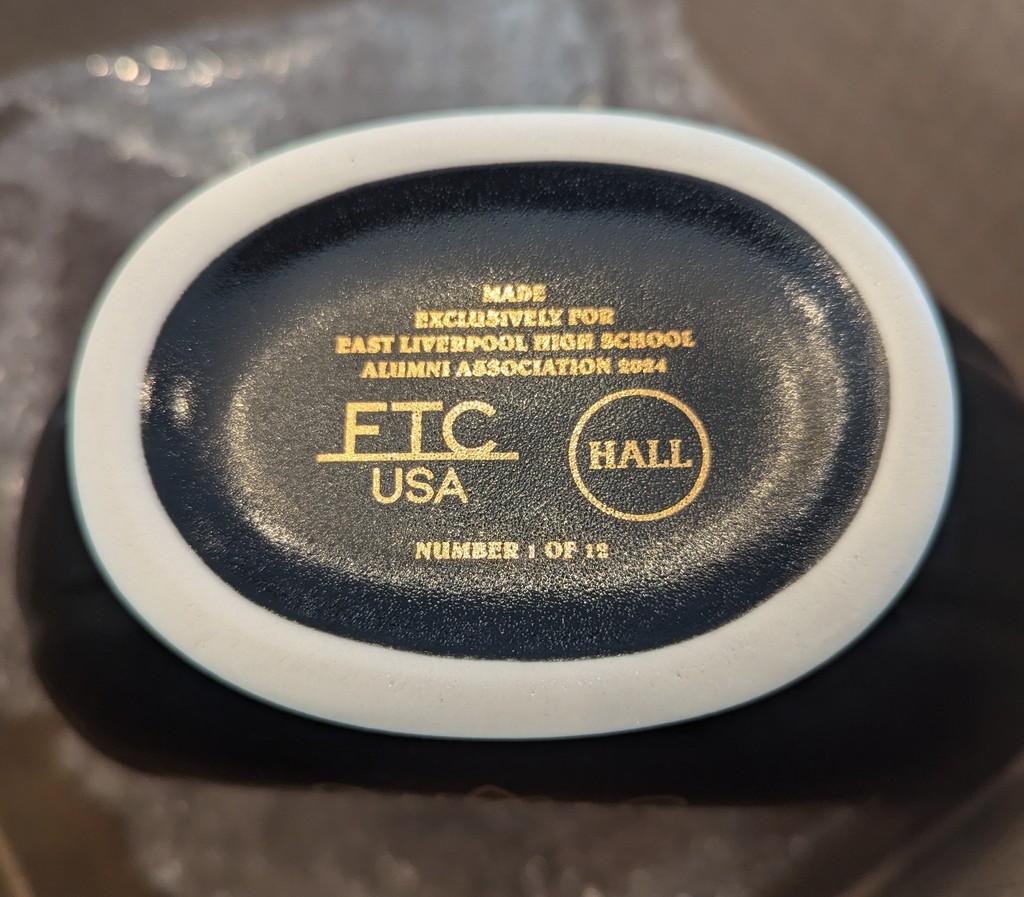 MADE
EXCLUSIVELY FOR
EAST LIVERPOOL HIGH SCHOOL
ALUMNI ASSOCIATION 2024
FTC
USA
HALL
NUMBER 1 OF 12